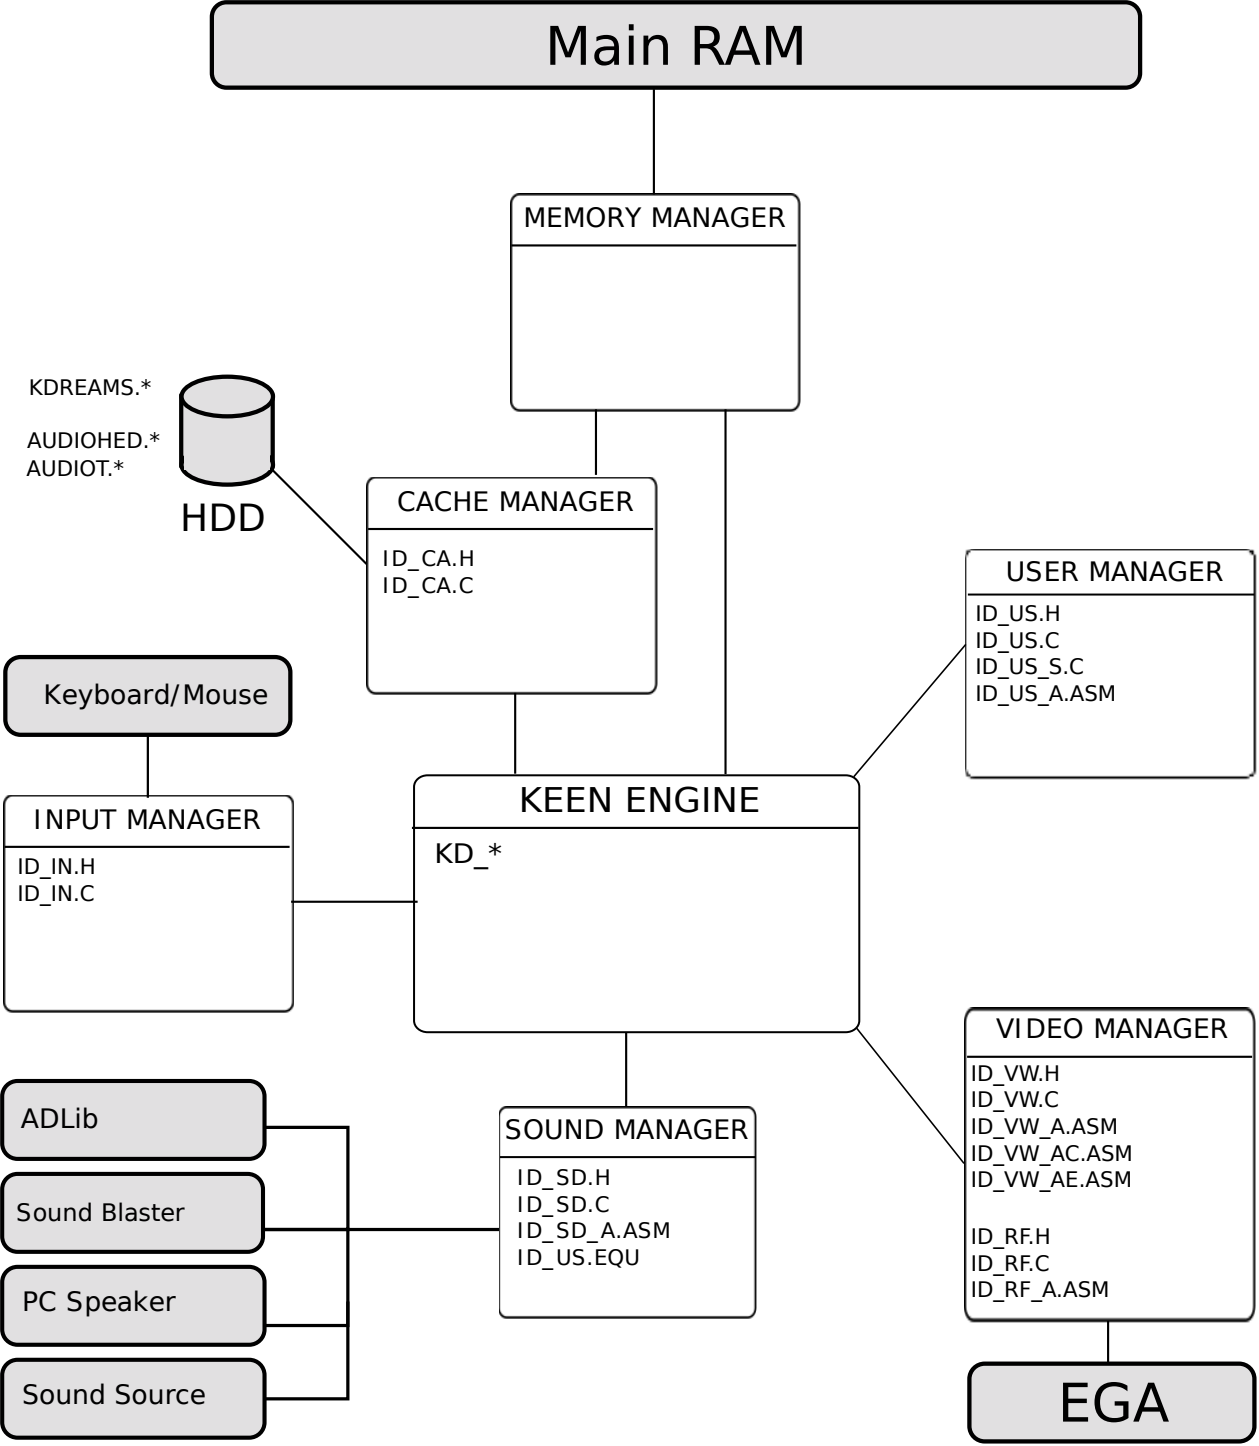 Main RAM
MEMORY MANAGER
KDREAMS.*
AUDIOHED.*
AUDIOT.*
HDD
CACHE MANAGER
ID_CA.H
ID_CA.C
USER MANAGER
ID_US.H
ID_US.C
ID_US_S.C
ID_US_A.ASM
Keyboard/Mouse
INPUT MANAGER
ID_IN.H
ID_IN.C
KEEN ENGINE
KD_*
VIDEO MANAGER
ID_VW.H
ID_VW.C
ID_VW_A.ASM
ID_VW_AC.ASM
ID_VW_AE.ASM
ID_RF.H
ID_RF.C
ID_RF_A.ASM
ADLib
Sound Blaster
PC Speaker
Sound Source
SOUND MANAGER
ID_SD.H
ID_SD.C
ID_SD_A.ASM
ID_US.EQU
EGA